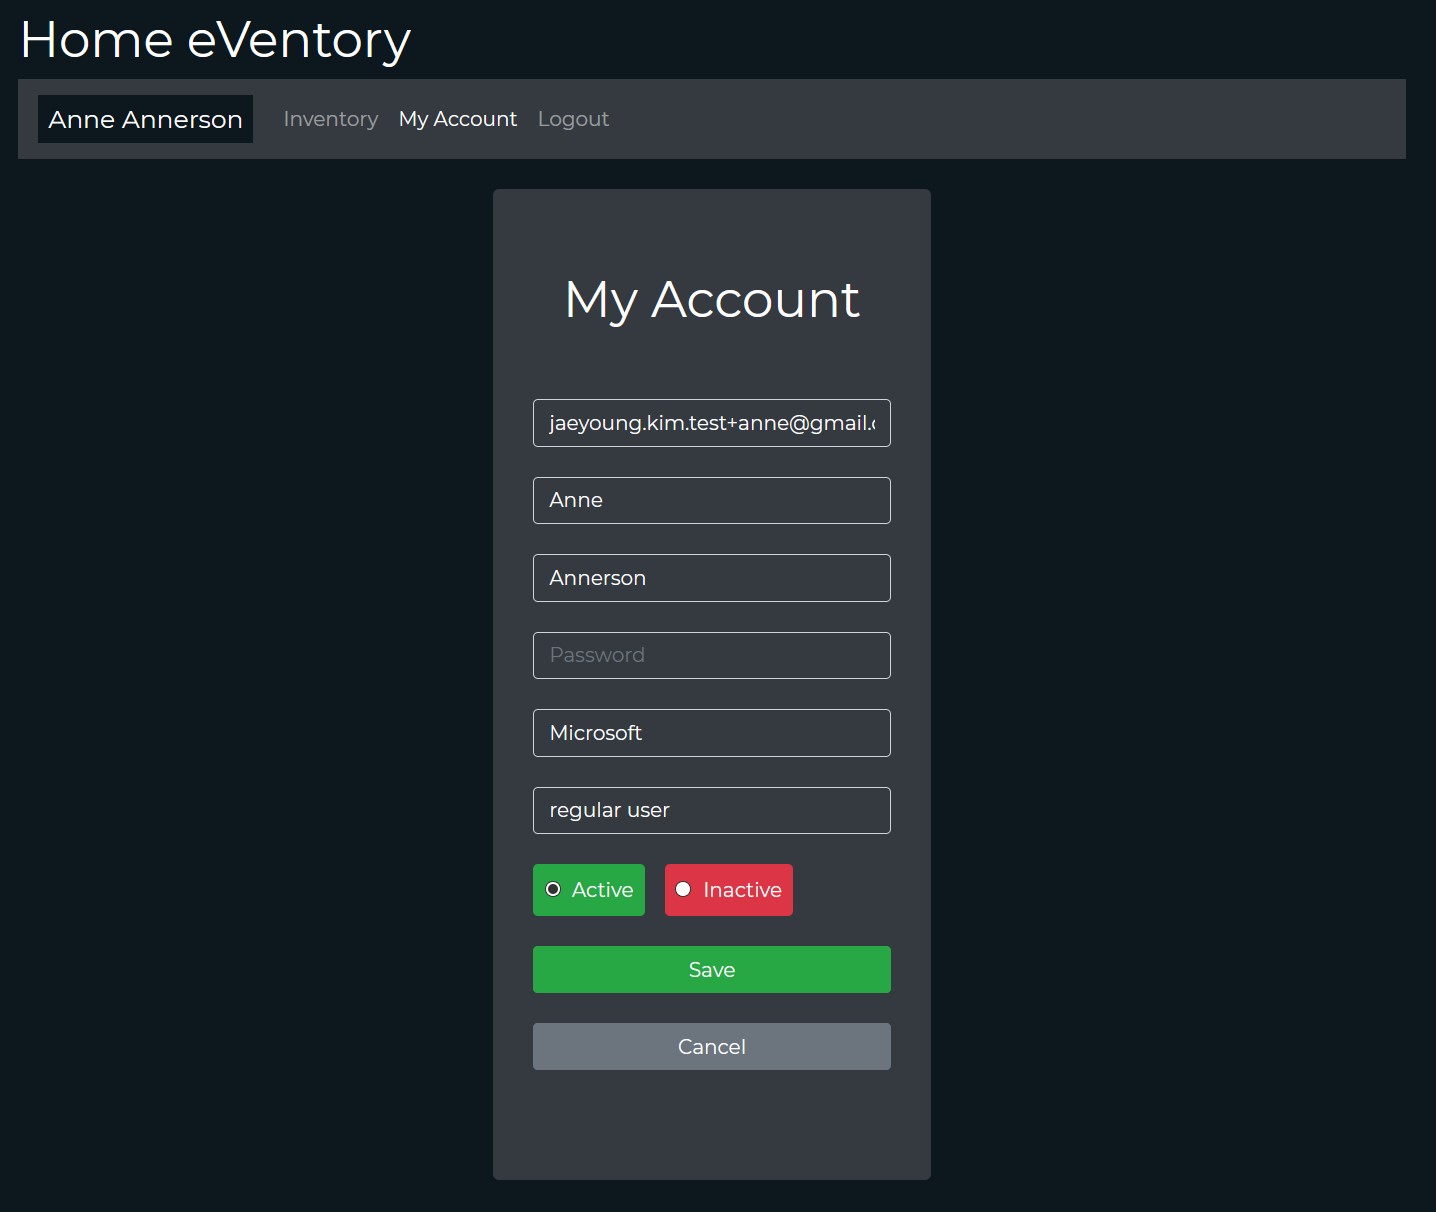 Home eVentory
Anne Annerson Inventory My Account Logout
My Account
jaeyoung.kim.test+anne@gmail.
Anne
Annerson
Password
Microsoft
regular user
Active Inactive
Save
Cancel